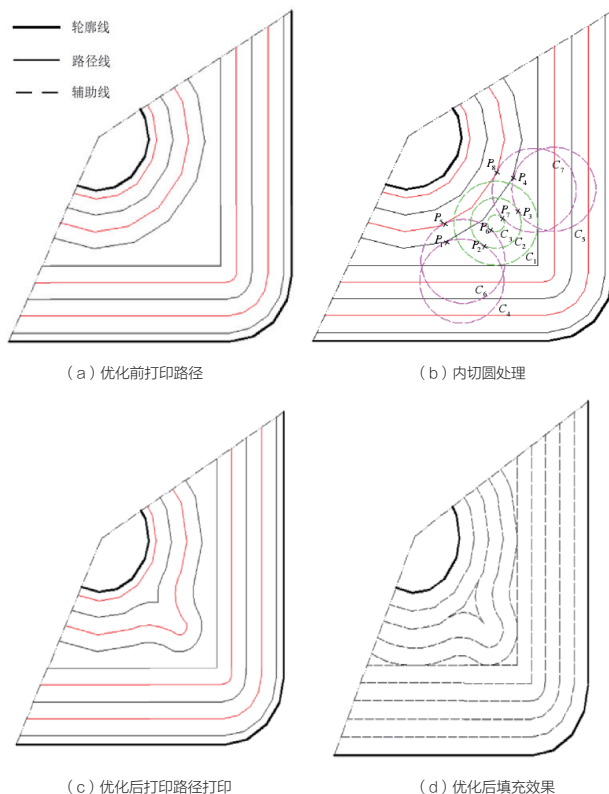 轮廓线
路径线
辅助线
P8
P4
C7
P7
P3
P5
P6
C3
C2
C5
P1
P2
C1
C6
C4
（a）优化前打印路径
（b）内切圆处理
（c）优化后打印路径打印
（d）优化后填充效果